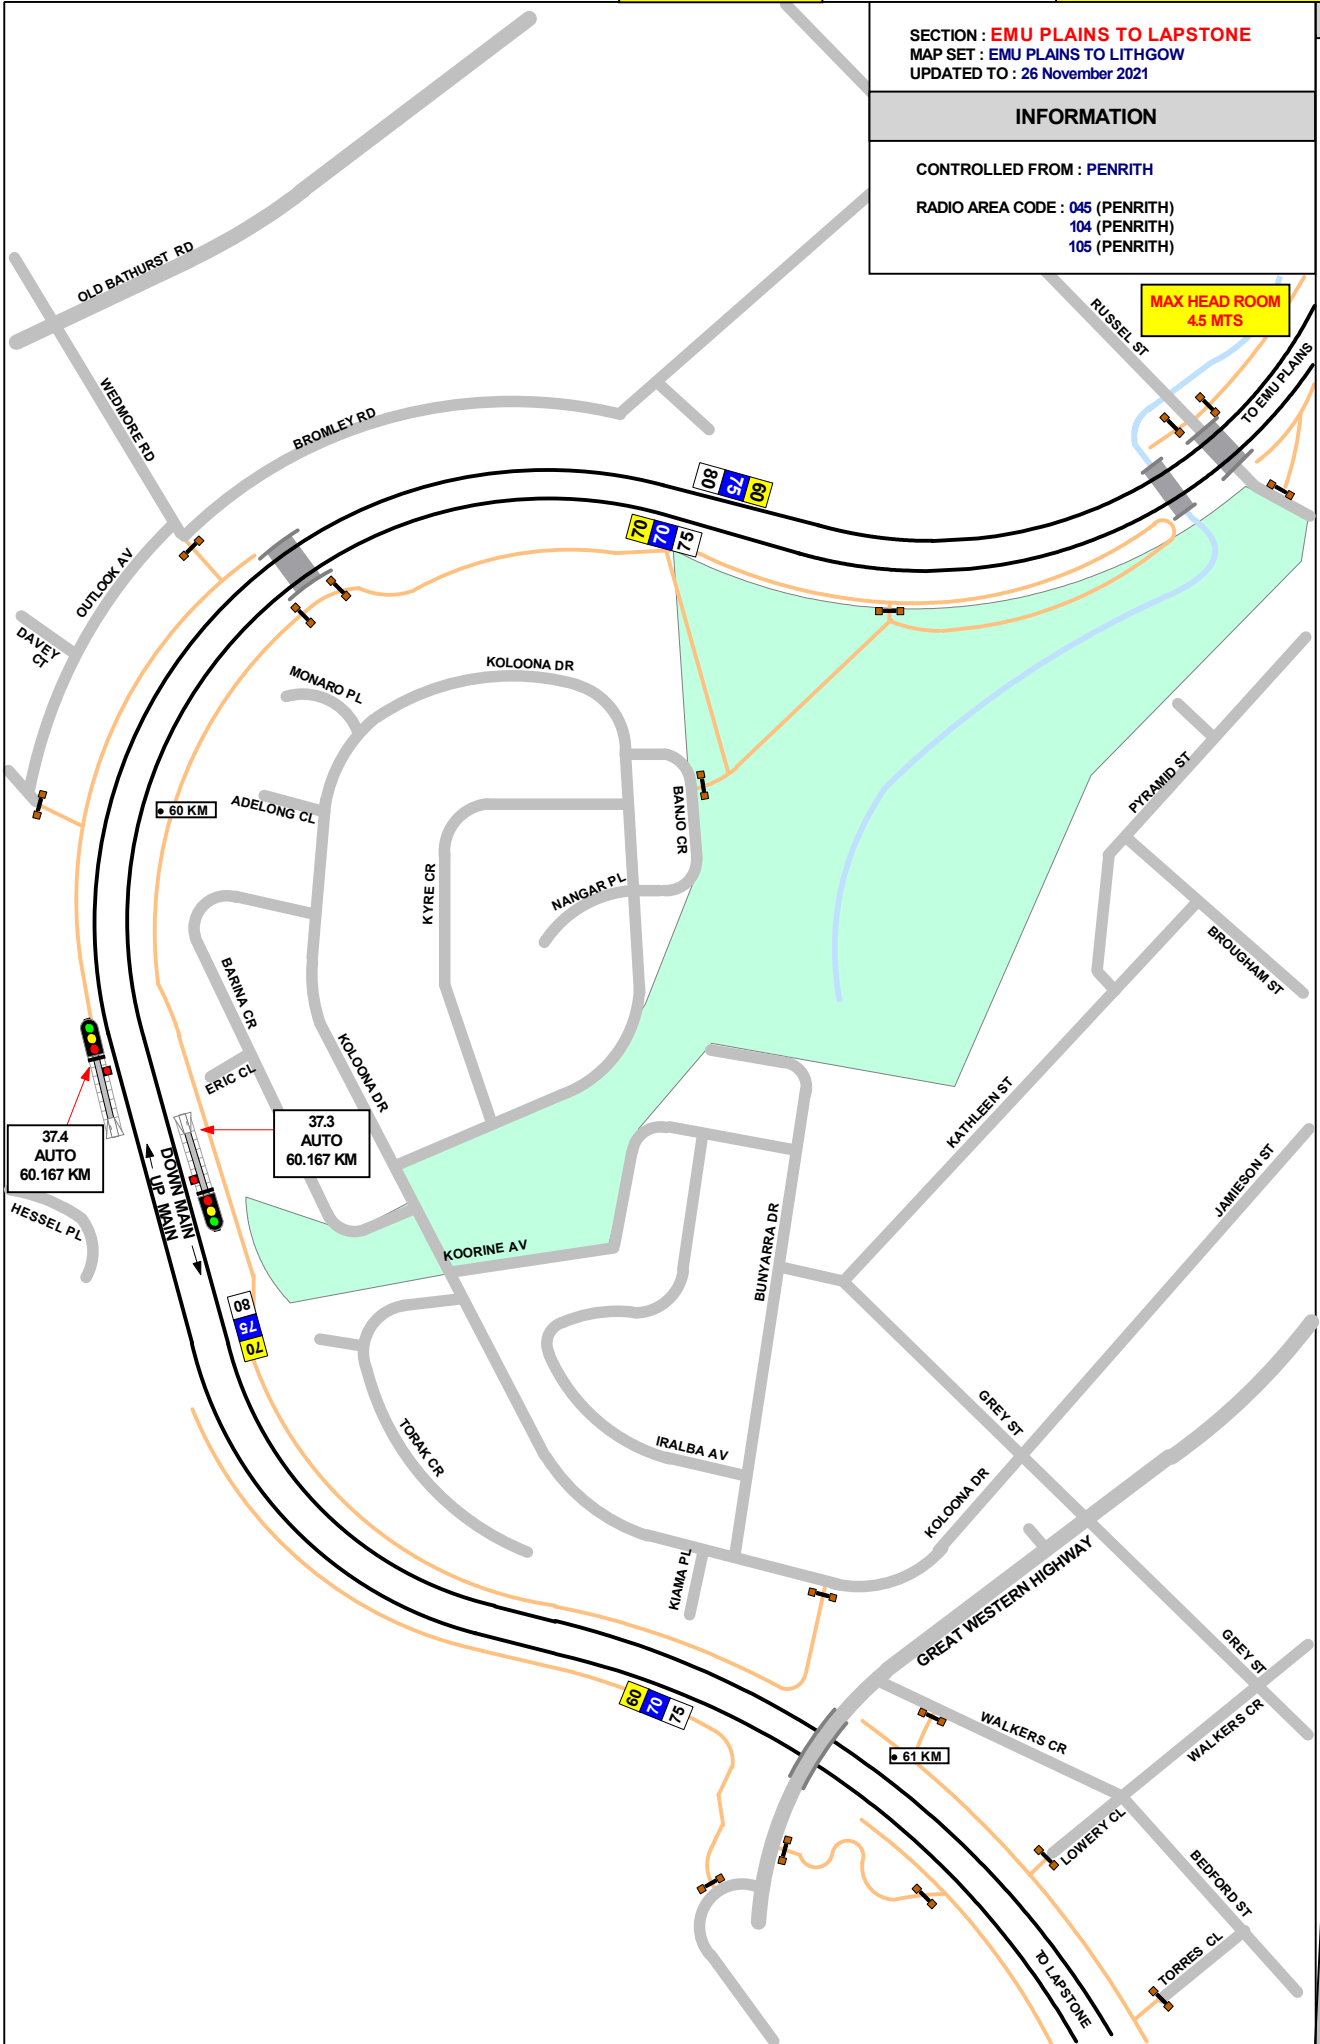 SECTION : EMU PLAINS TO LAPSTONE
MAP SET : EMU PLAINS TO LITHGOW
UPDATED TO : 26 November 2021
INFORMATION
CONTROLLED FROM : PENRITH
RADIO AREA CODE : 045 (PENRITH)
104 (PENRITH)
105 (PENRITH)
MAX HEAD ROOM
4.5 MTS
RUSSEL ST
TO EMU PLAINS
OLD BATHURST RD
WEDMORE RD
BROMLEY RD
80 75 60
70 70 75
OUTLOOK AV
DAVEY
CT
MONARO PL
KOLOONA DR
ADELONG CL
60 KM
BANJO CR
KYRE CR
NANGAR PL
PYRAMID ST
BROUGHAM ST
BARINA CR
ERIC CL
KOLOONA DR
37.4
AUTO
60.167 KM
37.3
AUTO
60.167 KM
DOWN MAIN
UP MAIN
HESSEL PL
KATHLEEN ST
JAMIESON ST
KOORINE AV
BUNYARRA DR
80 75 70
TORAK CR
IRALBA AV
GREY ST
KOLOONA DR
KIAMA PL
GREAT WESTERN HIGHWAY
GREY ST
60 70 75
WALKERS CR
WALKERS CR
61 KM
LOWERY CL
BEDFORD ST
TORRES CL
TO LAPSTONE